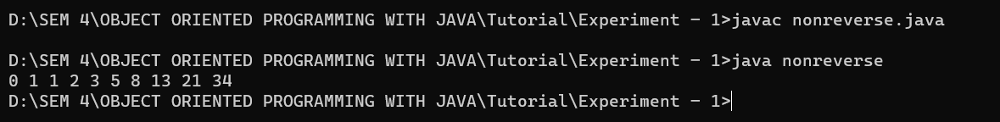 D:\SEM 4\OBJECT ORIENTED PROGRAMMING WITH JAVA\Tutorial\Experiment - 1>javac nonreverse.java
D:\SEM 4\OBJECT ORIENTED PROGRAMMING WITH JAVA\Tutorial\Experiment - 1>java nonreverse
0 1 1 2 3 5 8 13 21 34
D:\SEM 4\OBJECT ORIENTED PROGRAMMING WITH JAVA\Tutorial\Experiment - 1>